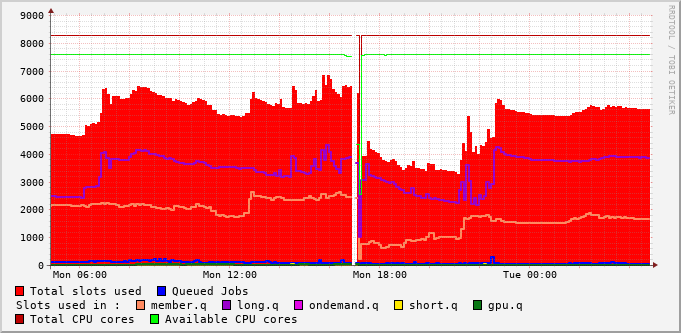 9000
8000
7000
6000
5000
4000
3000
2000
1000
0
Mon 06:00 Mon 12:00 Mon 18:00 Tue 00:00
RRDTOOL / TOBI OETIKER
Total slots used Queued Jobs
Slots used in : member.q long.q ondemand.q short.q gpu.q
Total CPU cores Available CPU cores